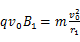 qv₀B₁ = m v₀²/r₁